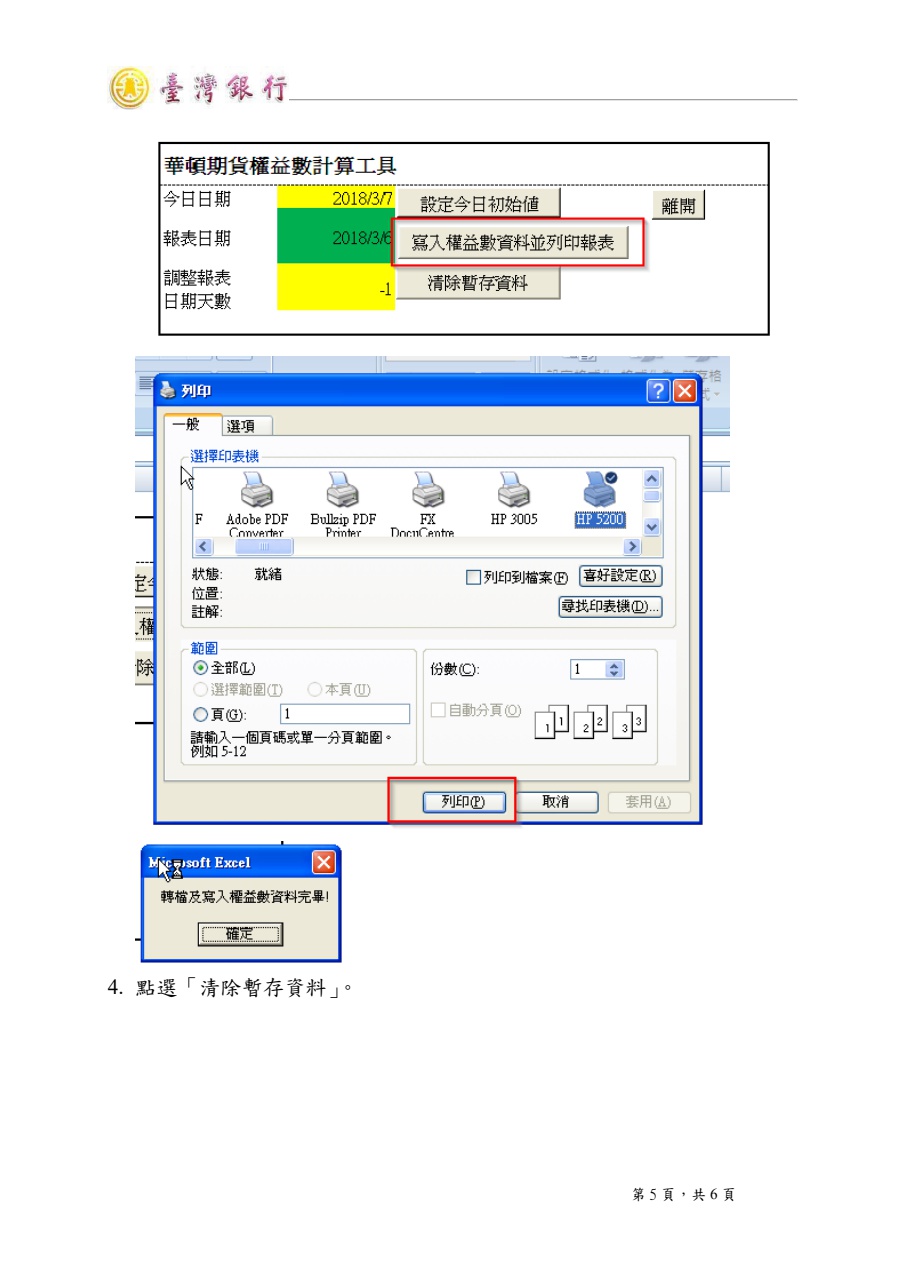 臺灣銀行
華頓期貨權益數計算工具
今日日期 2018/3/7 設定今日初始值 離開
報表日期 2018/3/6 寫入權益數資料並列印報表
調整報表
日期天數 -1 清除暫存資料
列印
一般 選項
選擇印表機
F Adobe PDF Bullzip PDF FX HP 3005 HP 5200
Converter Printer DocuCentre
狀態: 就緒 列印到檔案(F) 喜好設定(R)
位置:
註解: 尋找印表機(D)...
範圍
全部(L) 份數(C): 1
選擇範圍(T) 本頁(U)
頁(G): 1 自動分頁(O)
1 1 2 2 3 3
請輸入一個頁碼或單一分頁範圍。
例如 5-12
列印(P) 取消 套用(A)
Microsoft Excel
轉檔及寫入權益數資料完畢!
確定
4. 點選「清除暫存資料」。
第 5 頁，共 6 頁